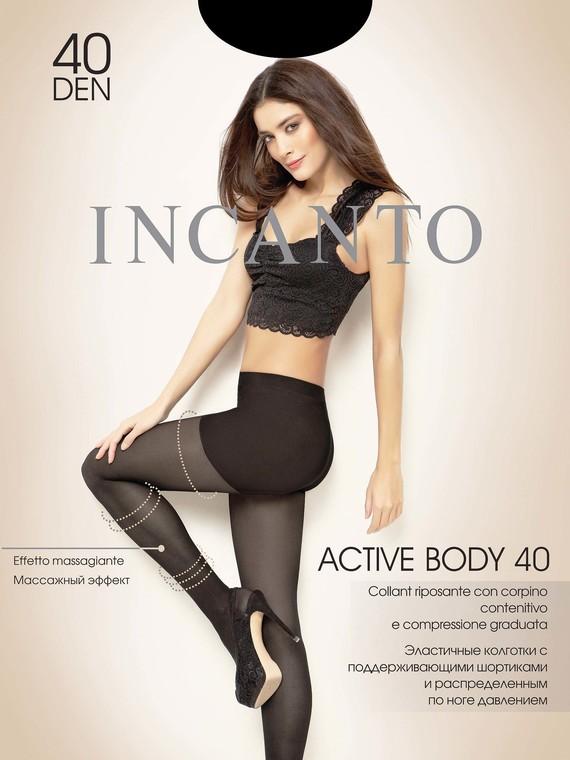 40
DEN
INCANTO
Effetto massagiante
Массажный эффект
ACTIVE BODY 40
Collant riposante con corpino
contenitivo
e compressione graduata
Эластичные колготки с
поддерживающими шортиками
и распределенным
по ноге давлением